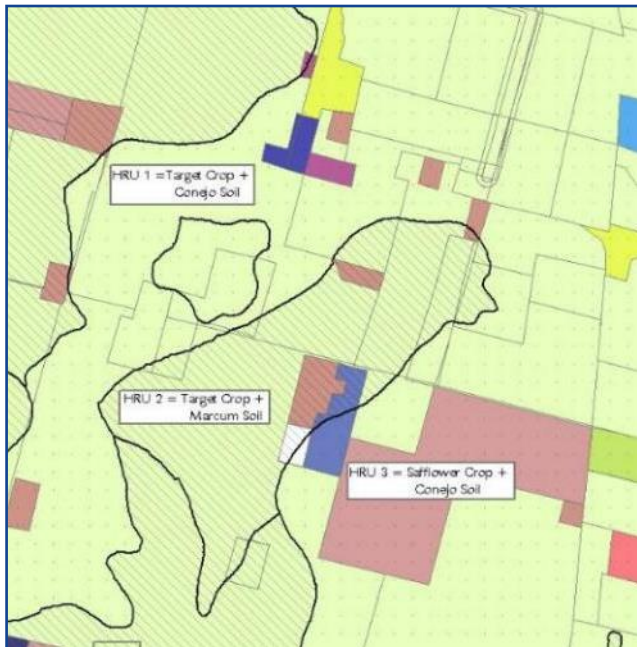 HRU 1 =Target Crop +
Conejo Soil
HRU 2 = Target Crop +
Marcum Soil
HRU 3 = Safflower Crop +
Conejo Soil